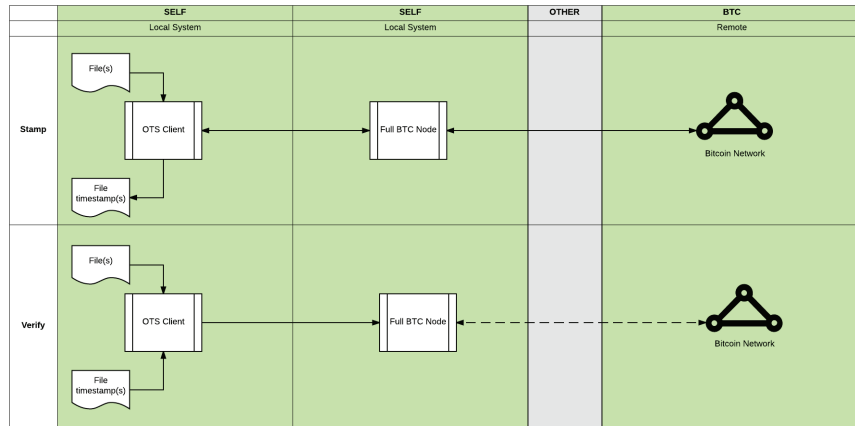 SELF
SELF
OTHER
BTC
Local System
Local System
Remote
Stamp
File(s)
OTS Client
Full BTC Node
Bitcoin Network
File
timestamp(s)
Verify
File(s)
OTS Client
Full BTC Node
Bitcoin Network
File
timestamp(s)